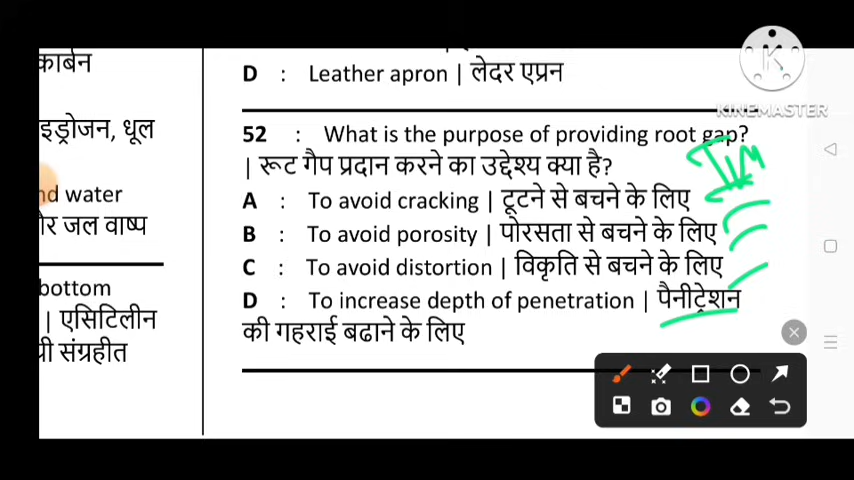 कार्बन
D : Leather apron | लेदर एप्रन
KINEMASTER
इड्रोजन, धूल
52 : What is the purpose of providing root gap?
| रूट गैप प्रदान करने का उद्देश्य क्या है?
nd water
A : To avoid cracking | टूटने से बचने के लिए
र जल वाष्प
B : To avoid porosity | पोरसता से बचने के लिए
C : To avoid distortion | विकृति से बचने के लिए
bottom
D : To increase depth of penetration | पैनीट्रेशन
| एसिटिलीन
की गहराई बढाने के लिए
ग्री संग्रहीत